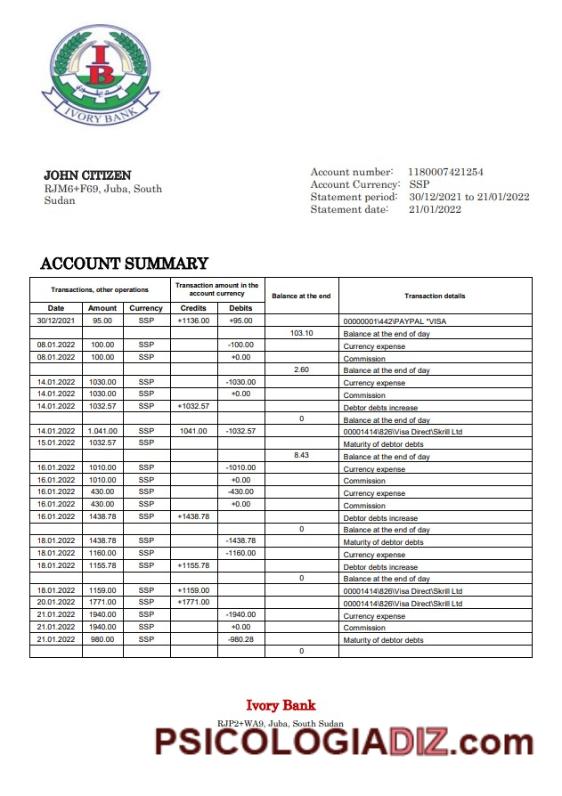 I
B
IVORY BANK
JOHN CITIZEN
RJM6+F69, Juba, South
Sudan
Account number: 1180007421254
Account Currency: SSP
Statement period: 30/12/2021 to 21/01/2022
Statement date: 21/01/2022
ACCOUNT SUMMARY
Transactions, other operations Transaction amount in the account currency Balance at the end Transaction details
Date Amount Currency Credits Debits
30/12/2021 95.00 SSP +1136.00 +95.00 00000001\442\PAYPAL *VISA
103.10 Balance at the end of day
08.01.2022 100.00 SSP -100.00 Currency expense
08.01.2022 100.00 SSP +0.00 Commission
2.60 Balance at the end of day
14.01.2022 1030.00 SSP -1030.00 Currency expense
14.01.2022 1030.00 SSP +0.00 Commission
14.01.2022 1032.57 SSP +1032.57 Debtor debts increase
0 Balance at the end of day
14.01.2022 1.041.00 SSP 1041.00 -1032.57 00001414\826\Visa Direct\Skrill Ltd
15.01.2022 1032.57 SSP Maturity of debtor debts
8.43 Balance at the end of day
16.01.2022 1010.00 SSP -1010.00 Currency expense
16.01.2022 1010.00 SSP +0.00 Commission
16.01.2022 430.00 SSP -430.00 Currency expense
16.01.2022 430.00 SSP +0.00 Commission
16.01.2022 1438.78 SSP +1438.78 Debtor debts increase
0 Balance at the end of day
18.01.2022 1438.78 SSP -1438.78 Maturity of debtor debts
18.01.2022 1160.00 SSP -1160.00 Currency expense
18.01.2022 1155.78 SSP +1155.78 Debtor debts increase
0 Balance at the end of day
18.01.2022 1159.00 SSP +1159.00 00001414\826\Visa Direct\Skrill Ltd
20.01.2022 1771.00 SSP +1771.00 00001414\826\Visa Direct\Skrill Ltd
21.01.2022 1940.00 SSP -1940.00 Currency expense
21.01.2022 1940.00 SSP +0.00 Commission
21.01.2022 980.00 SSP -980.28 Maturity of debtor debts
0
Ivory Bank
RJP2+WA9, Juba, South Sudan
PSICOLOGIADIZ.com